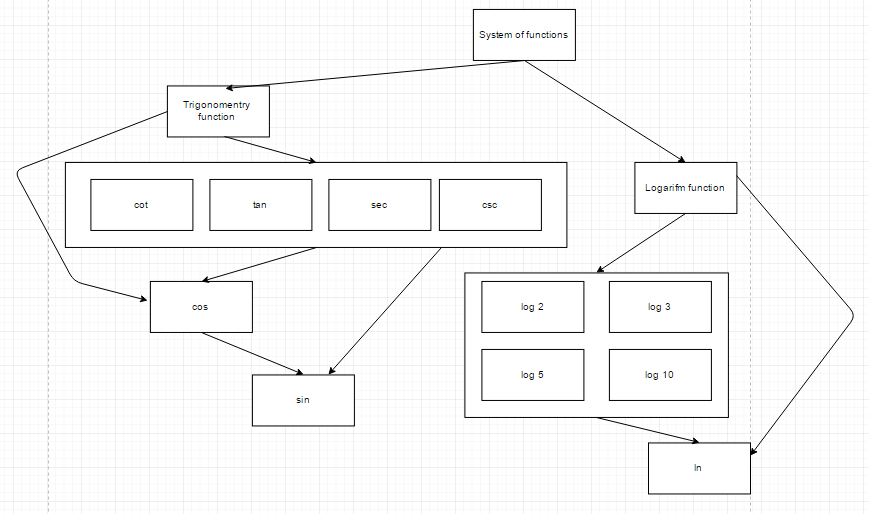 System of functions
Trigonomentry
function
cot
tan
sec
csc
Logarifm function
cos
log 2
log 3
log 5
log 10
sin
ln